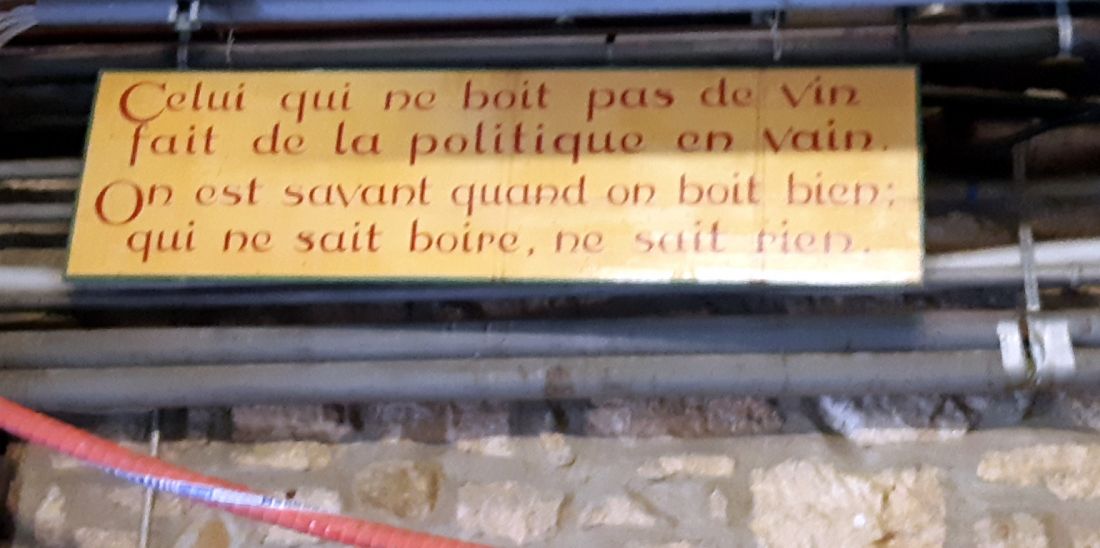 Celui qui ne boit pas de vin
fait de la politique en vain.
On est savant quand on boit bien;
qui ne sait boire, ne sait rien.